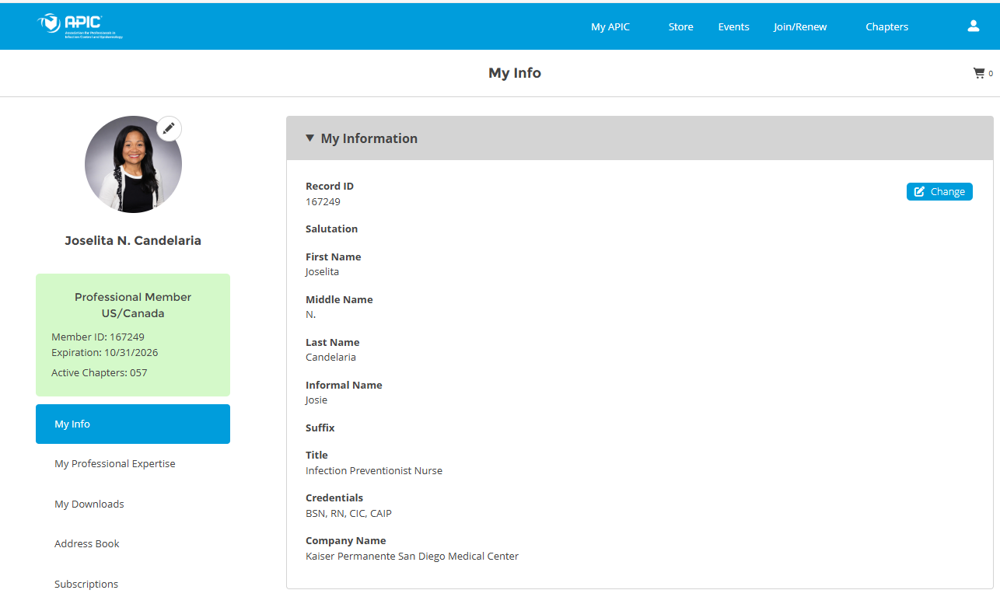 APIC
Association for Professionals in
Infection Control and Epidemiology
My APIC
Store
Events
Join/Renew
Chapters
My Info
0
Joselita N. Candelaria
Professional Member
US/Canada
Member ID: 167249
Expiration: 10/31/2026
Active Chapters: 057
My Info
My Professional Expertise
My Downloads
Address Book
Subscriptions
▼ My Information
Change
Record ID
167249
Salutation
First Name
Joselita
Middle Name
N.
Last Name
Candelaria
Informal Name
Josie
Suffix
Title
Infection Preventionist Nurse
Credentials
BSN, RN, CIC, CAIP
Company Name
Kaiser Permanente San Diego Medical Center